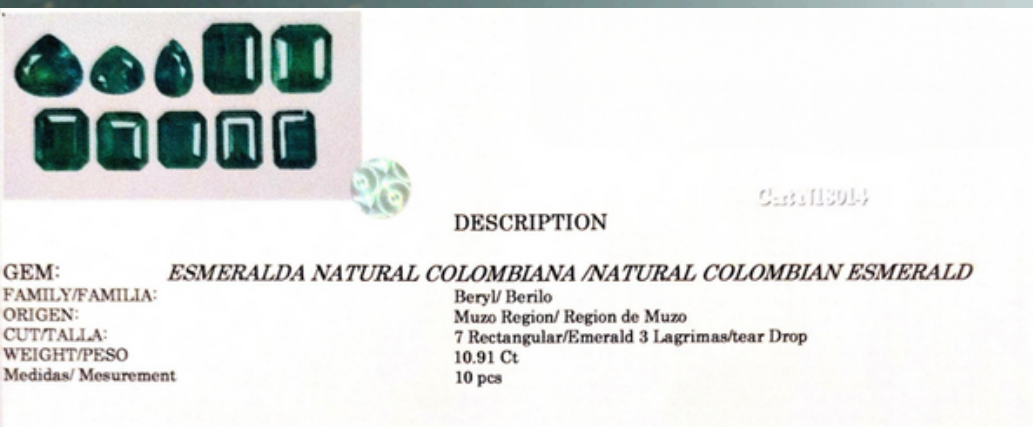 DESCRIPTION
GEM: ESMERALDA NATURAL COLOMBIANA /NATURAL COLOMBIAN ESMERALD
FAMILY/FAMILIA: Beryl/ Berilo
ORIGEN: Muzo Region/ Region de Muzo
CUT/TALLA: 7 Rectangular/Emerald 3 Lagrimas/tear Drop
WEIGHT/PESO 10.91 Ct
Medidas/ Mesurement 10 pcs